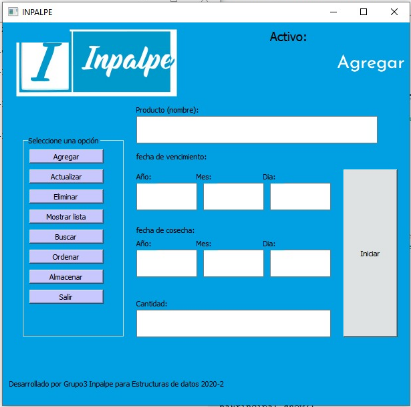 INPALPE
Activo:
I Inpalpe
Agregar
Producto (nombre):
Seleccione una opción
Agregar
Actualizar
Eliminar
Mostrar lista
Buscar
Ordenar
Almacenar
Salir
fecha de vencimiento:
Año: Mes: Dia:
fecha de cosecha:
Año: Mes: Dia:
Iniciar
Cantidad:
Desarrollado por Grupo3 Inpalpe para Estructuras de datos 2020-2